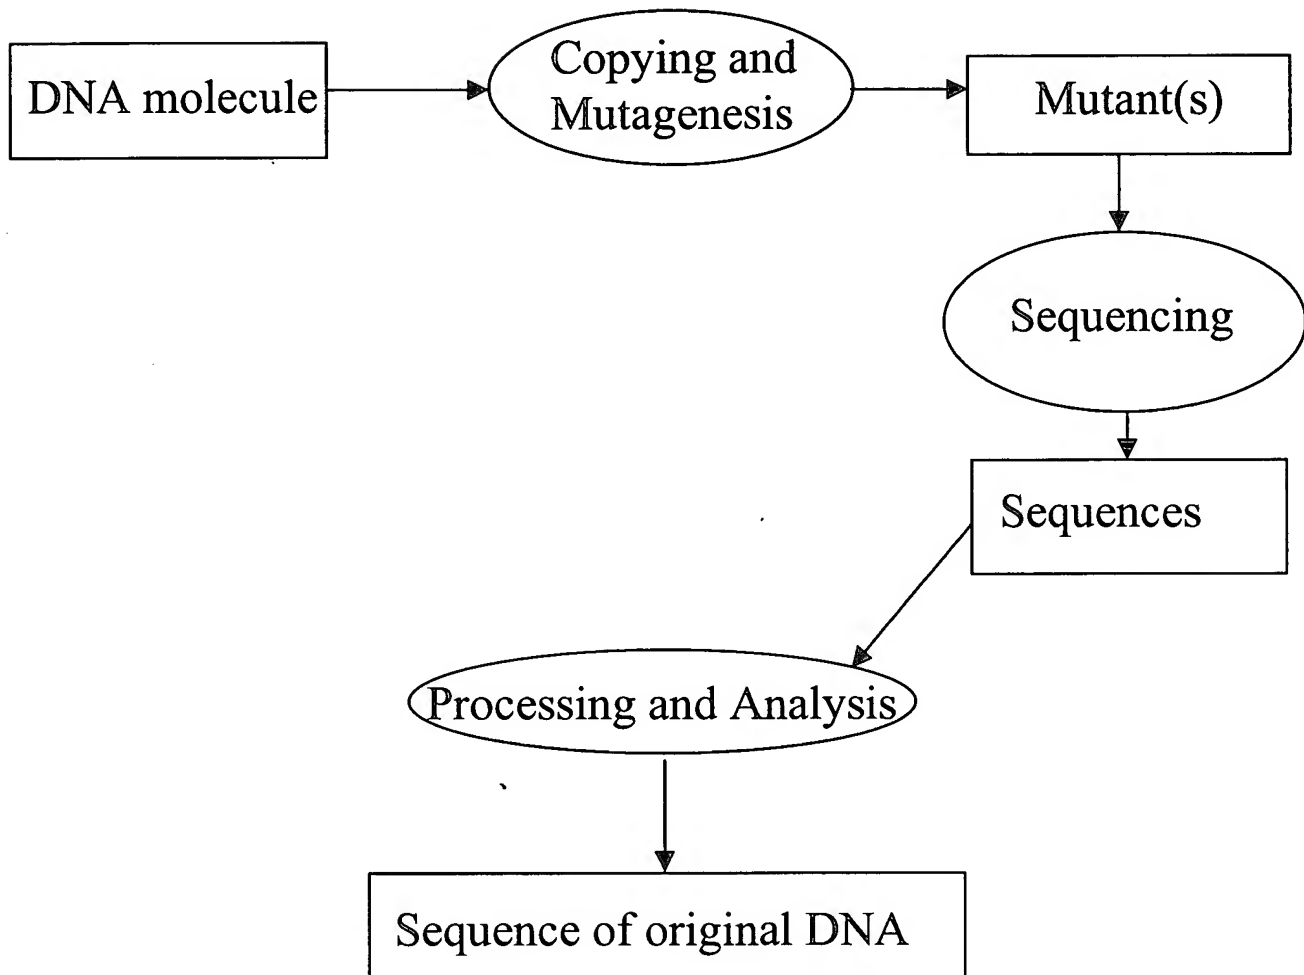 DNA molecule
Copying and
Mutagenesis
Mutant(s)
Sequencing
Sequences
Processing and Analysis
Sequence of original DNA